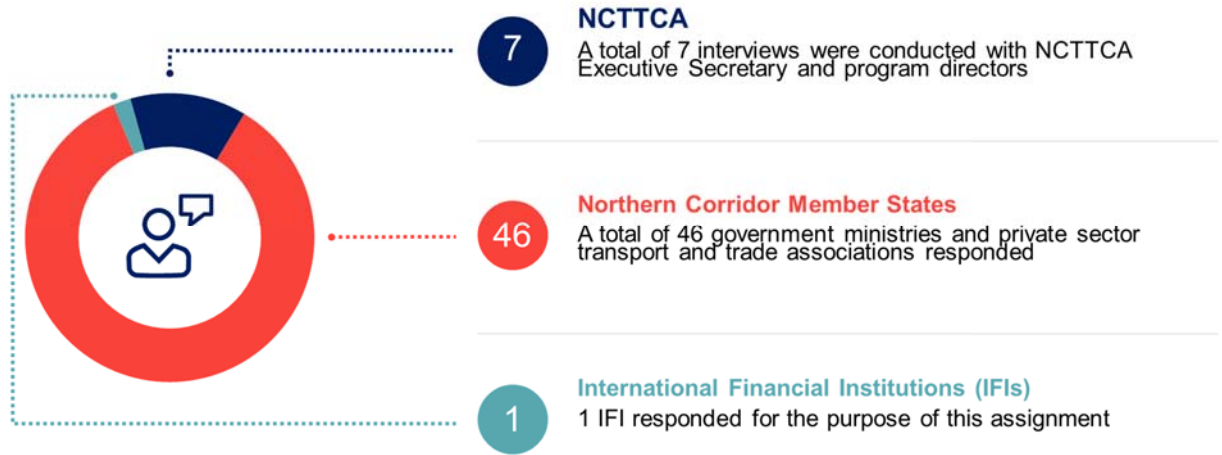 7
NCTTCA
A total of 7 interviews were conducted with NCTTCA
Executive Secretary and program directors
46
Northern Corridor Member States
A total of 46 government ministries and private sector
transport and trade associations responded
1
International Financial Institutions (IFIs)
1 IFI responded for the purpose of this assignment